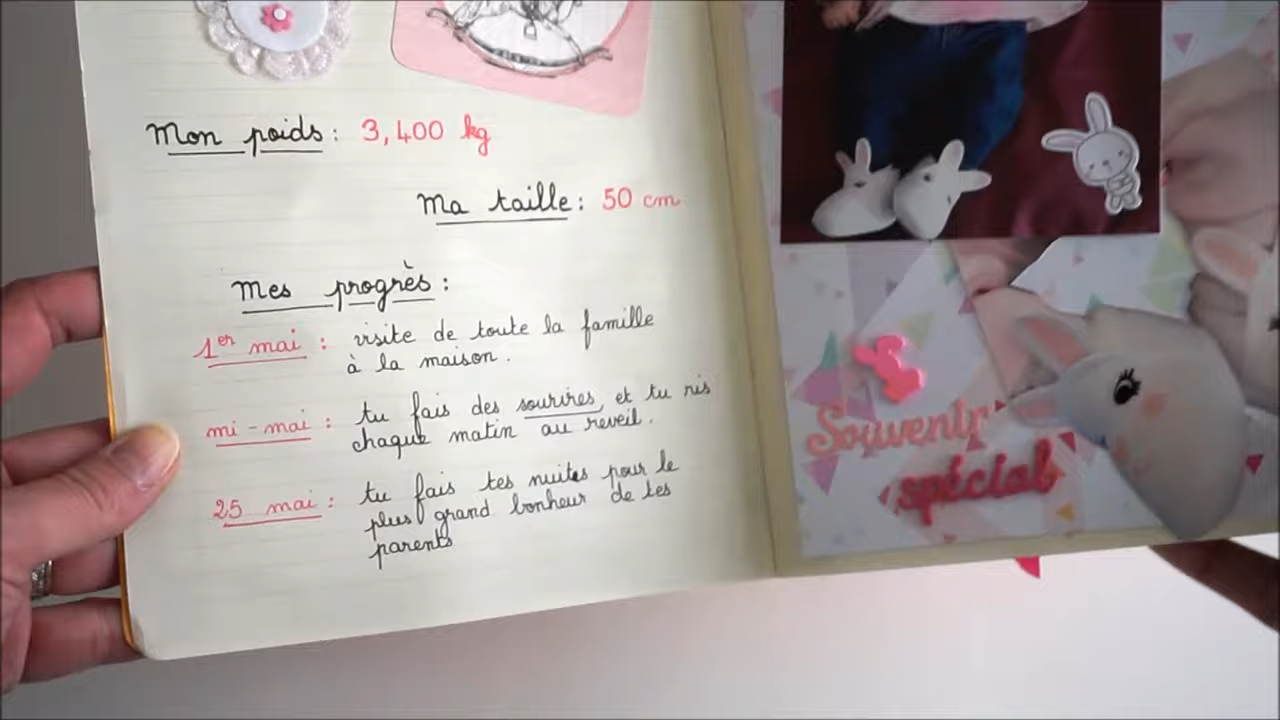 Mon poids : 3,400 kg
Ma taille : 50 cm
Mes progrès :
1er mai : visite de toute la famille
à la maison.
mi-mai : tu fais des sourires, et tu ris
chaque matin au reveil.
25 mai : tu fais tes nuites pour le
plus grand bonheur de tes
parents
Souvenir
spécial